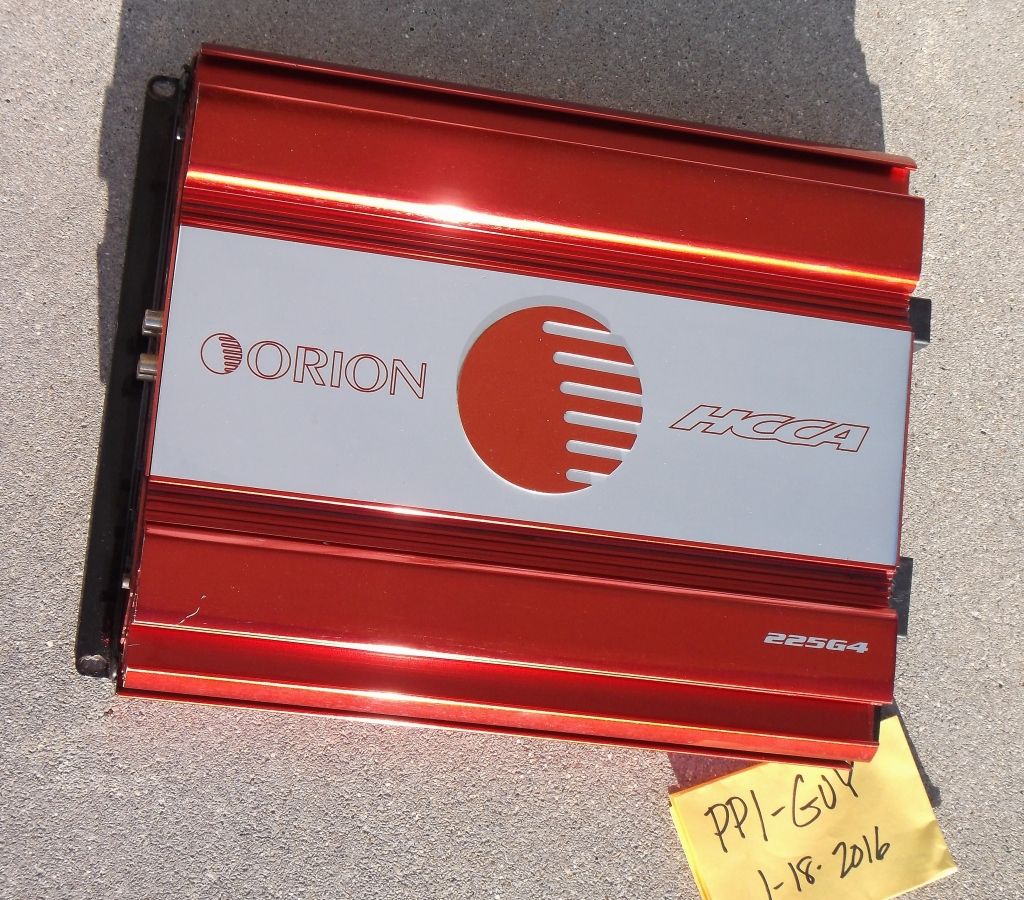 ORION
HCCA
225G4
PPI-GUY
1-18-2016